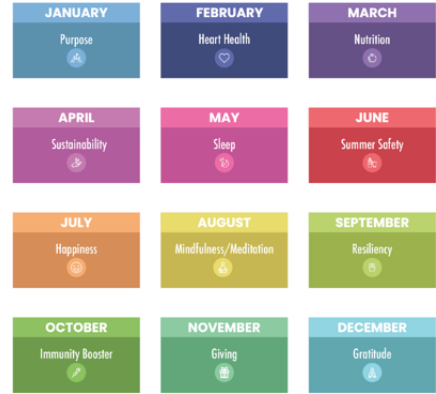 JANUARY
Purpose
FEBRUARY
Heart Health
MARCH
Nutrition
APRIL
Sustainability
MAY
Sleep
JUNE
Summer Safety
JULY
Happiness
AUGUST
Mindfulness/Meditation
SEPTEMBER
Resiliency
OCTOBER
Immunity Booster
NOVEMBER
Giving
DECEMBER
Gratitude